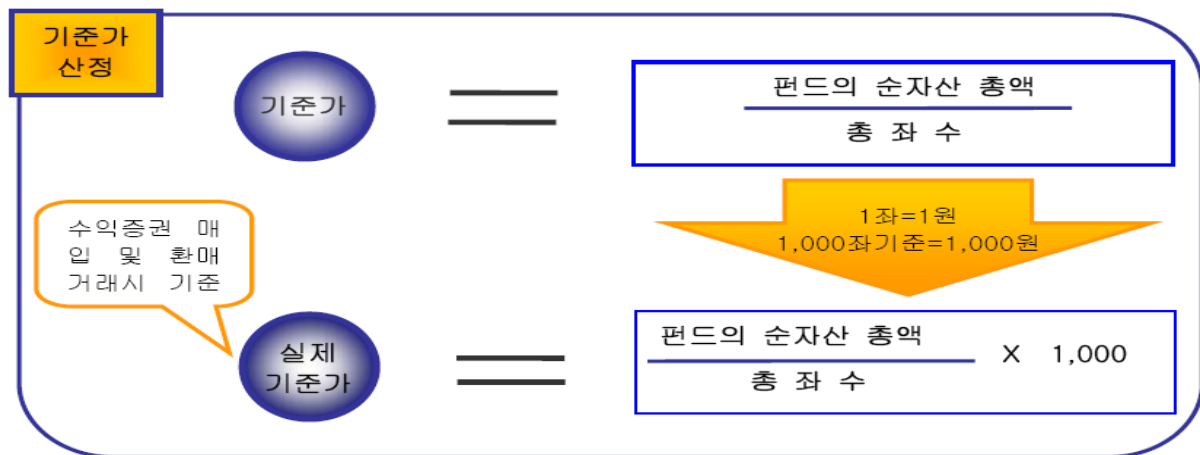 기준가
산정
기준가
펀드의 순자산 총액
총 좌 수
1좌=1원
1,000좌기준=1,000원
수익증권 매
입 및 환매
거래시 기준
실제
기준가
펀드의 순자산 총액
총 좌 수
X 1,000